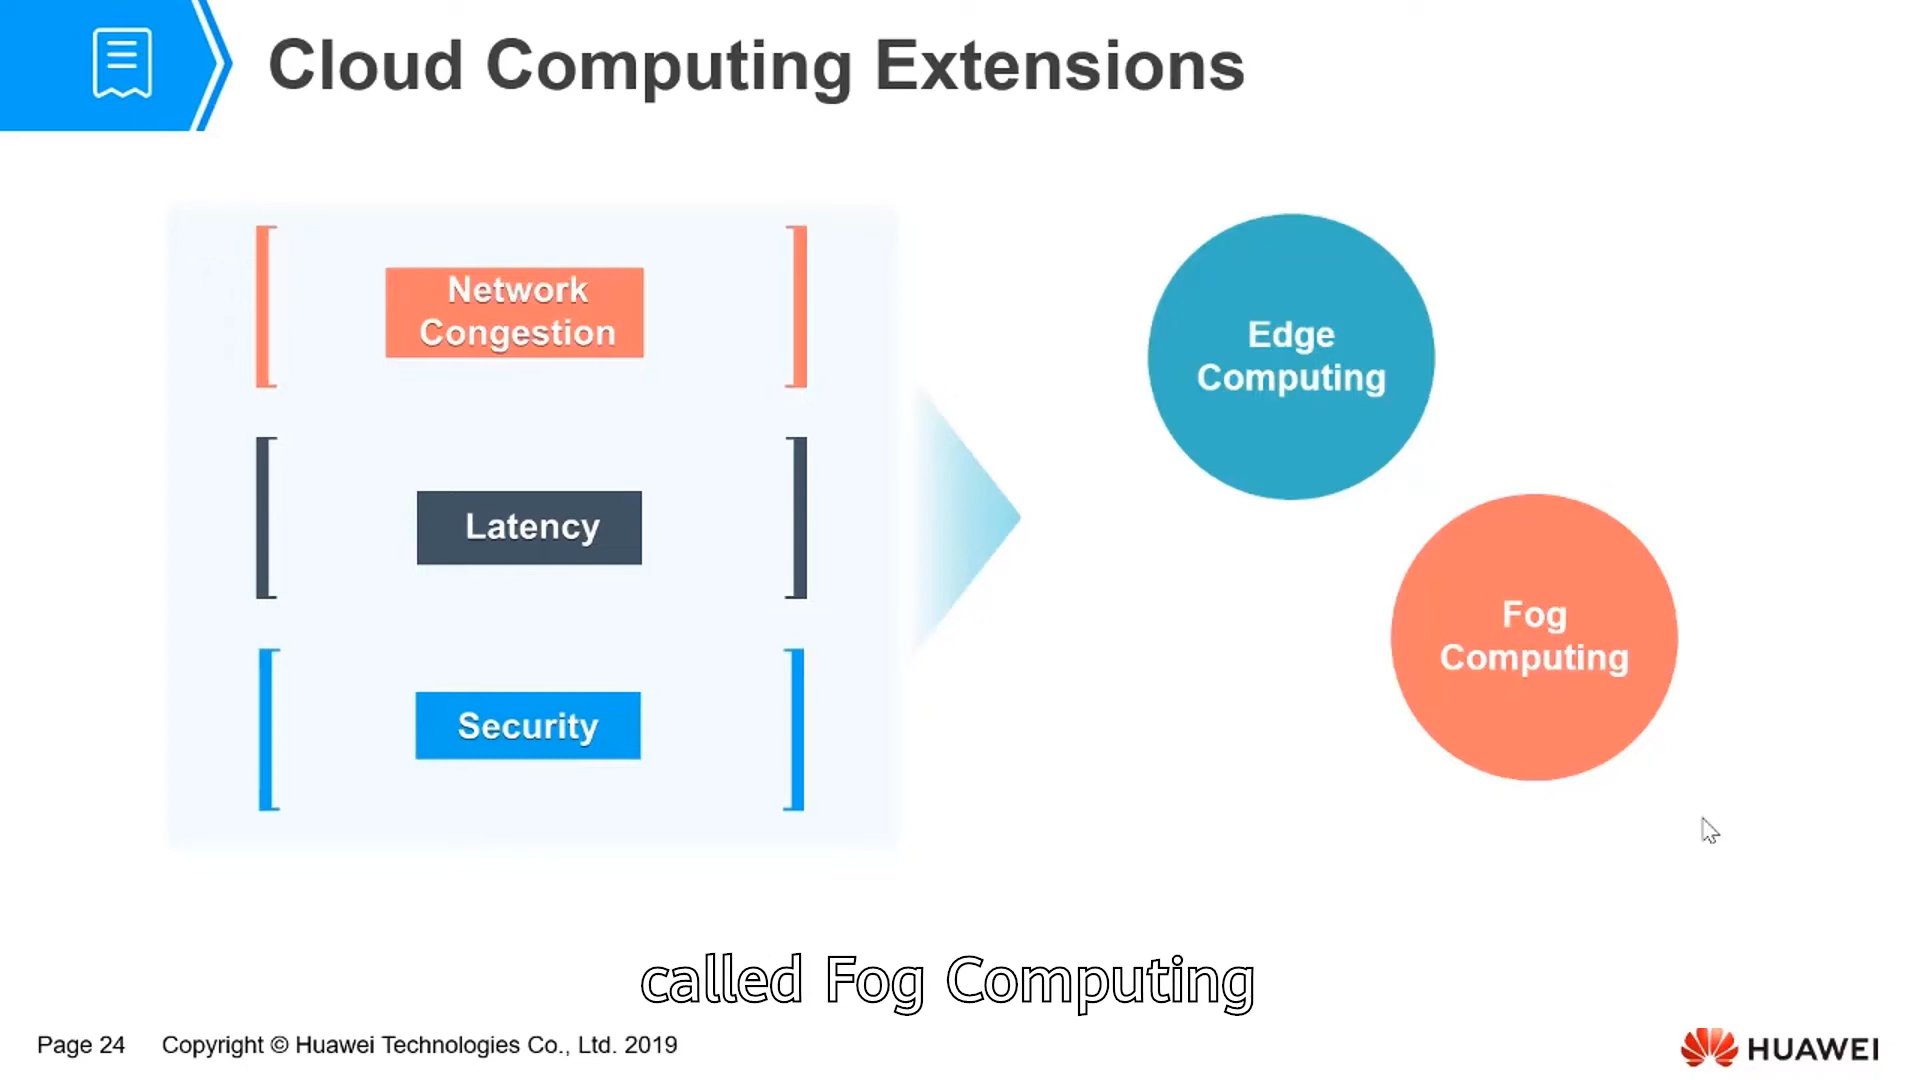 Cloud Computing Extensions
Network
Congestion
Latency
Security
Edge
Computing
Fog
Computing
called Fog Computing
Page 24 Copyright © Huawei Technologies Co., Ltd. 2019
HUAWEI